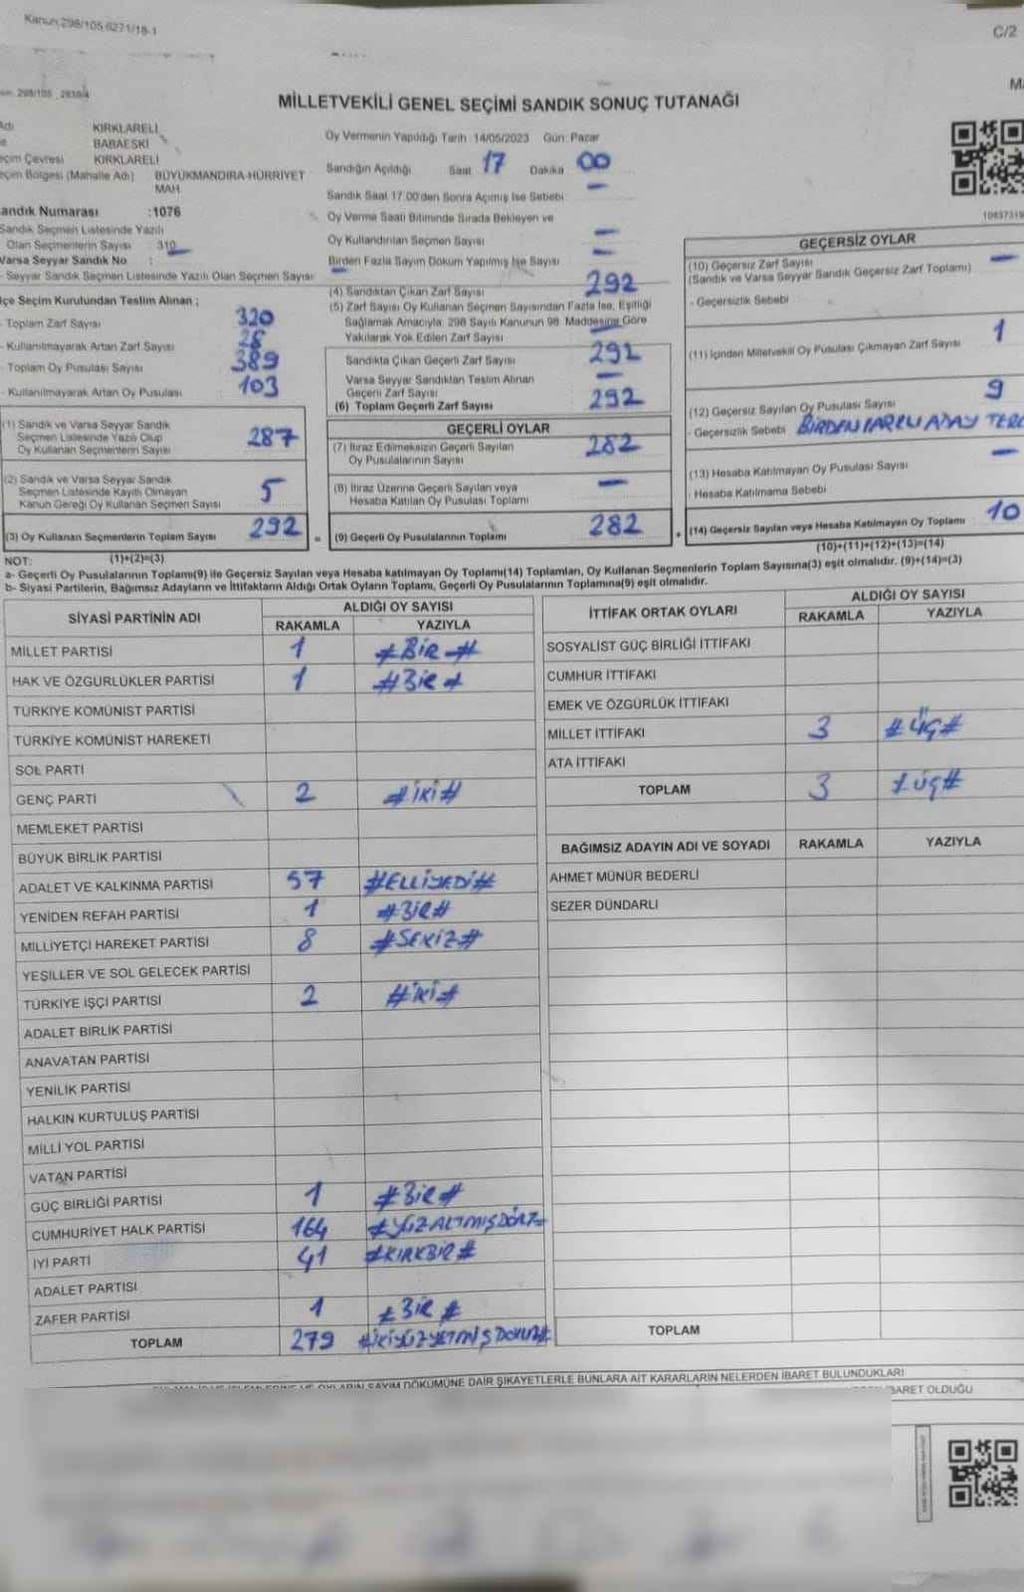 Kanun:298/105,6271/18-1
C/2
MİLLETVEKİLİ GENEL SEÇİMİ SANDIK SONUÇ TUTANAĞI
KIRKLARELİ
BABAESKİ
eçim Çevresi KIRKLARELİ
eçim Bölgesi (Mahalle Adı) BÜYÜKMANDIRA-HÜRRİYET MAH.
andık Numarası :1076
Sandık Seçmen Listesinde Yazılı
Olan Seçmenlerin Sayısı 310
Varsa Seyyar Sandık No :
- Seyyar Sandık Seçmen Listesinde Yazılı Olan Seçmen Sayısı
lçe Seçim Kurulundan Teslim Alınan ;
- Toplam Zarf Sayısı 320
- Kullanılmayarak Artan Zarf Sayısı 28
- Toplam Oy Pusulası Sayısı 389
- Kullanılmayarak Artan Oy Pusulası 103
(1) Sandık ve Varsa Seyyar Sandık
Seçmen Listesinde Yazılı Olup
Oy Kullanan Seçmenlerin Sayısı 287
(2) Sandık ve Varsa Seyyar Sandık
Seçmen Listesinde Kayıtlı Olmayan
Kanun Gereği Oy Kullanan Seçmen Sayısı 5
(3) Oy Kullanan Seçmenlerin Toplam Sayısı 292
Oy Vermenin Yapıldığı Tarih :14/05/2023 Gün: Pazar
Sandığın Açıldığı Saat 17 Dakika 00
Sandık Saat 17:00'den Sonra Açılmış İse Sebebi —
Oy Verme Saati Bitiminde Sırada Bekleyen ve
Oy Kullandırılan Seçmen Sayısı —
Birden Fazla Sayım Döküm Yapılmış İse Sayısı —
(4) Sandıktan Çıkan Zarf Sayısı 292
(5) Zarf Sayısı Oy Kullanan Seçmen Sayısından Fazla İse, Eşitliği
Sağlamak Amacıyla; 298 Sayılı Kanunun 98. Maddesine Göre
Yakılarak Yok Edilen Zarf Sayısı
Sandıkta Çıkan Geçerli Zarf Sayısı 292
Varsa Seyyar Sandıktan Teslim Alınan
Geçerli Zarf Sayısı —
(6) Toplam Geçerli Zarf Sayısı 292
GEÇERLİ OYLAR
(7) İtiraz Edilmeksizin Geçerli Sayılan
Oy Pusulalarının Sayısı 282
(8) İtiraz Üzerine Geçerli Sayılan veya
Hesaba Katılan Oy Pusulası Toplamı —
= (9) Geçerli Oy Pusulalarının Toplamı 282
GEÇERSİZ OYLAR
(10) Geçersiz Zarf Sayısı —
(Sandık ve Varsa Seyyar Sandık Geçersiz Zarf Toplamı)
- Geçersizlik Sebebi
(11) İçinden Milletvekili Oy Pusulası Çıkmayan Zarf Sayısı 1
(12) Geçersiz Sayılan Oy Pusulası Sayısı 9
- Geçersizlik Sebebi BİRDEN FAZLA ADAY TERC
(13) Hesaba Katılmayan Oy Pusulası Sayısı —
- Hesaba Katılmama Sebebi
+ (14) Geçersiz Sayılan veya Hesaba Katılmayan Oy Toplamı 10
NOT: (1)+(2)=(3) (10)+(11)+(12)+(13)=(14)
a- Geçerli Oy Pusulalarının Toplamı(9) ile Geçersiz Sayılan veya Hesaba katılmayan Oy Toplamı(14) Toplamları, Oy Kullanan Seçmenlerin Toplam Sayısına(3) eşit olmalıdır. (9)+(14)=(3)
b- Siyasi Partilerin, Bağımsız Adayların ve İttifakların Aldığı Ortak Oyların Toplamı, Geçerli Oy Pusulalarının Toplamına(9) eşit olmalıdır.
SİYASİ PARTİNİN ADI ALDIĞI OY SAYISI
RAKAMLA YAZIYLA
MİLLET PARTİSİ 1 #BİR#
HAK VE ÖZGÜRLÜKLER PARTİSİ 1 #BİR#
TÜRKİYE KOMÜNİST PARTİSİ
TÜRKİYE KOMÜNİST HAREKETİ
SOL PARTİ
GENÇ PARTİ 2 #İKİ#
MEMLEKET PARTİSİ
BÜYÜK BİRLİK PARTİSİ
ADALET VE KALKINMA PARTİSİ 57 #ELLİYEDİ#
YENİDEN REFAH PARTİSİ 1 #BİR#
MİLLİYETÇİ HAREKET PARTİSİ 8 #SEKİZ#
YEŞİLLER VE SOL GELECEK PARTİSİ
TÜRKİYE İŞÇİ PARTİSİ 2 #İKİ#
ADALET BİRLİK PARTİSİ
ANAVATAN PARTİSİ
YENİLİK PARTİSİ
HALKIN KURTULUŞ PARTİSİ
MİLLİ YOL PARTİSİ
VATAN PARTİSİ
GÜÇ BİRLİĞİ PARTİSİ 1 #BİR#
CUMHURİYET HALK PARTİSİ 164 #YÜZALTMIŞDÖRT#
İYİ PARTİ 41 #KIRKBİR#
ADALET PARTİSİ
ZAFER PARTİSİ 1 #BİR#
TOPLAM 279 #İKİYÜZYETMİŞDOKUZ#
İTTİFAK ORTAK OYLARI ALDIĞI OY SAYISI
RAKAMLA YAZIYLA
SOSYALİST GÜÇ BİRLİĞİ İTTİFAKI
CUMHUR İTTİFAKI
EMEK VE ÖZGÜRLÜK İTTİFAKI
MİLLET İTTİFAKI 3 #ÜÇ#
ATA İTTİFAKI
TOPLAM 3 #ÜÇ#
BAĞIMSIZ ADAYIN ADI VE SOYADI RAKAMLA YAZIYLA
AHMET MÜNÜR BEDERLİ
SEZER DÜNDARLI
TOPLAM
SAYIM DÖKÜMÜNE DAİR ŞİKAYETLERLE BUNLARA AİT KARARLARIN NELERDEN İBARET BULUNDUKLARI
BARET OLDUĞU